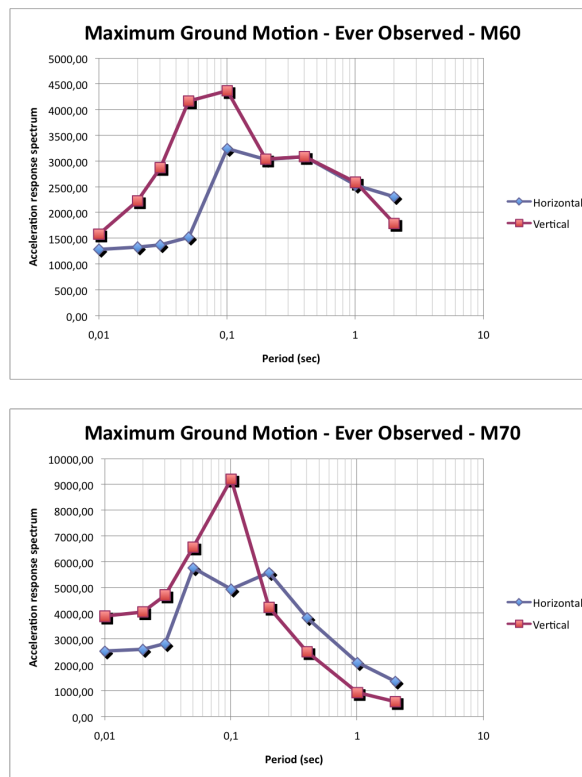 Maximum Ground Motion - Ever Observed - M60
5000,00
4500,00
4000,00
3500,00
3000,00
2500,00
2000,00
1500,00
1000,00
500,00
0,00
Acceleration response spectrum
0,01 0,1 1 10
Period (sec)
Horizontal
Vertical
Maximum Ground Motion - Ever Observed - M70
10000,00
9000,00
8000,00
7000,00
6000,00
5000,00
4000,00
3000,00
2000,00
1000,00
0,00
Acceleration response spectrum
0,01 0,1 1 10
Period (sec)
Horizontal
Vertical